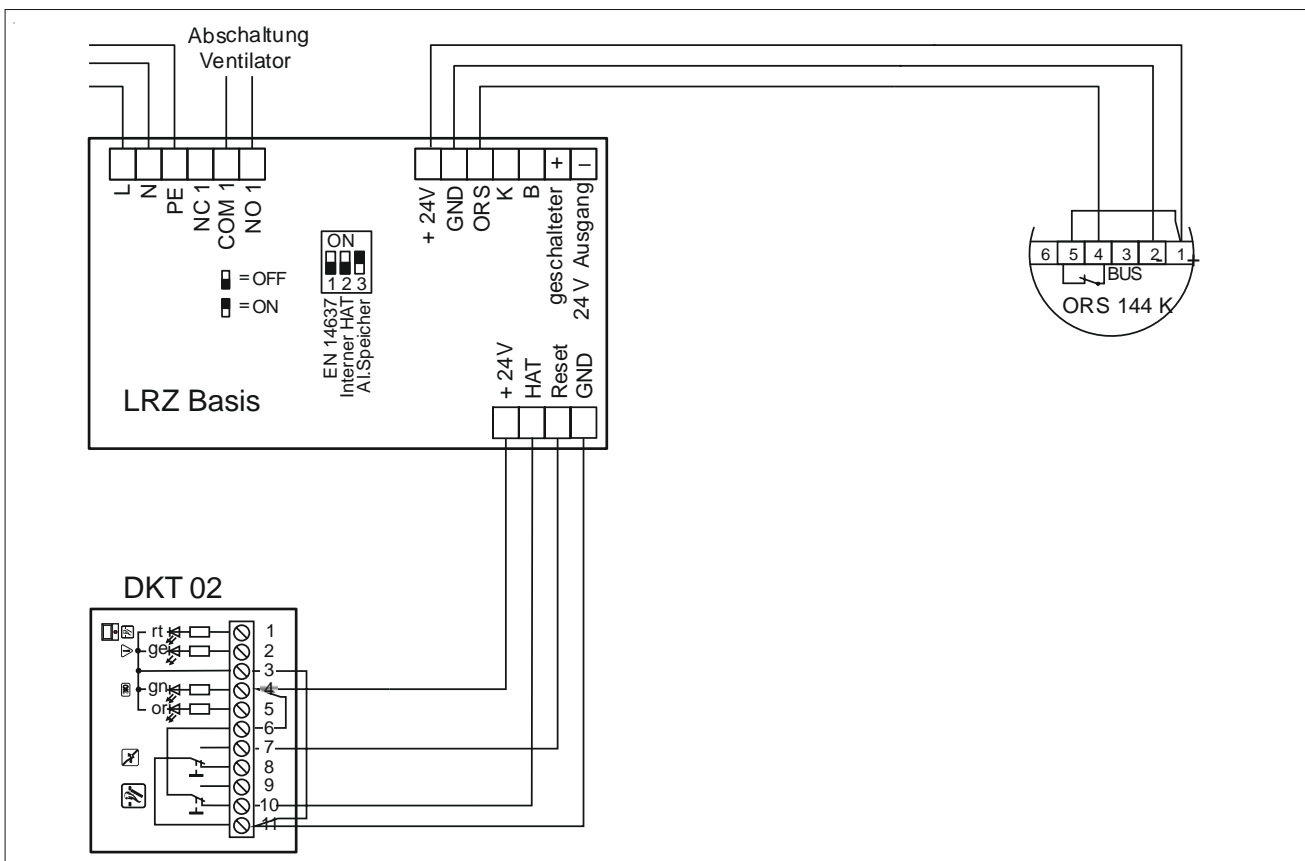 Abschaltung
Ventilator
L
N
PE
NC 1
COM 1
NO 1
+ 24V
GND
ORS
K
B
+
–
geschalteter
24 V Ausgang
ON
1 2 3
= OFF
= ON
EN 14637
Interner HAT
Al.Speicher
LRZ Basis
+ 24V
HAT
Reset
GND
6 5 4 3 2 1
- +
BUS
ORS 144 K
DKT 02
rt 1
ge 2
3
gn 4
or 5
6
7
8
9
10
11